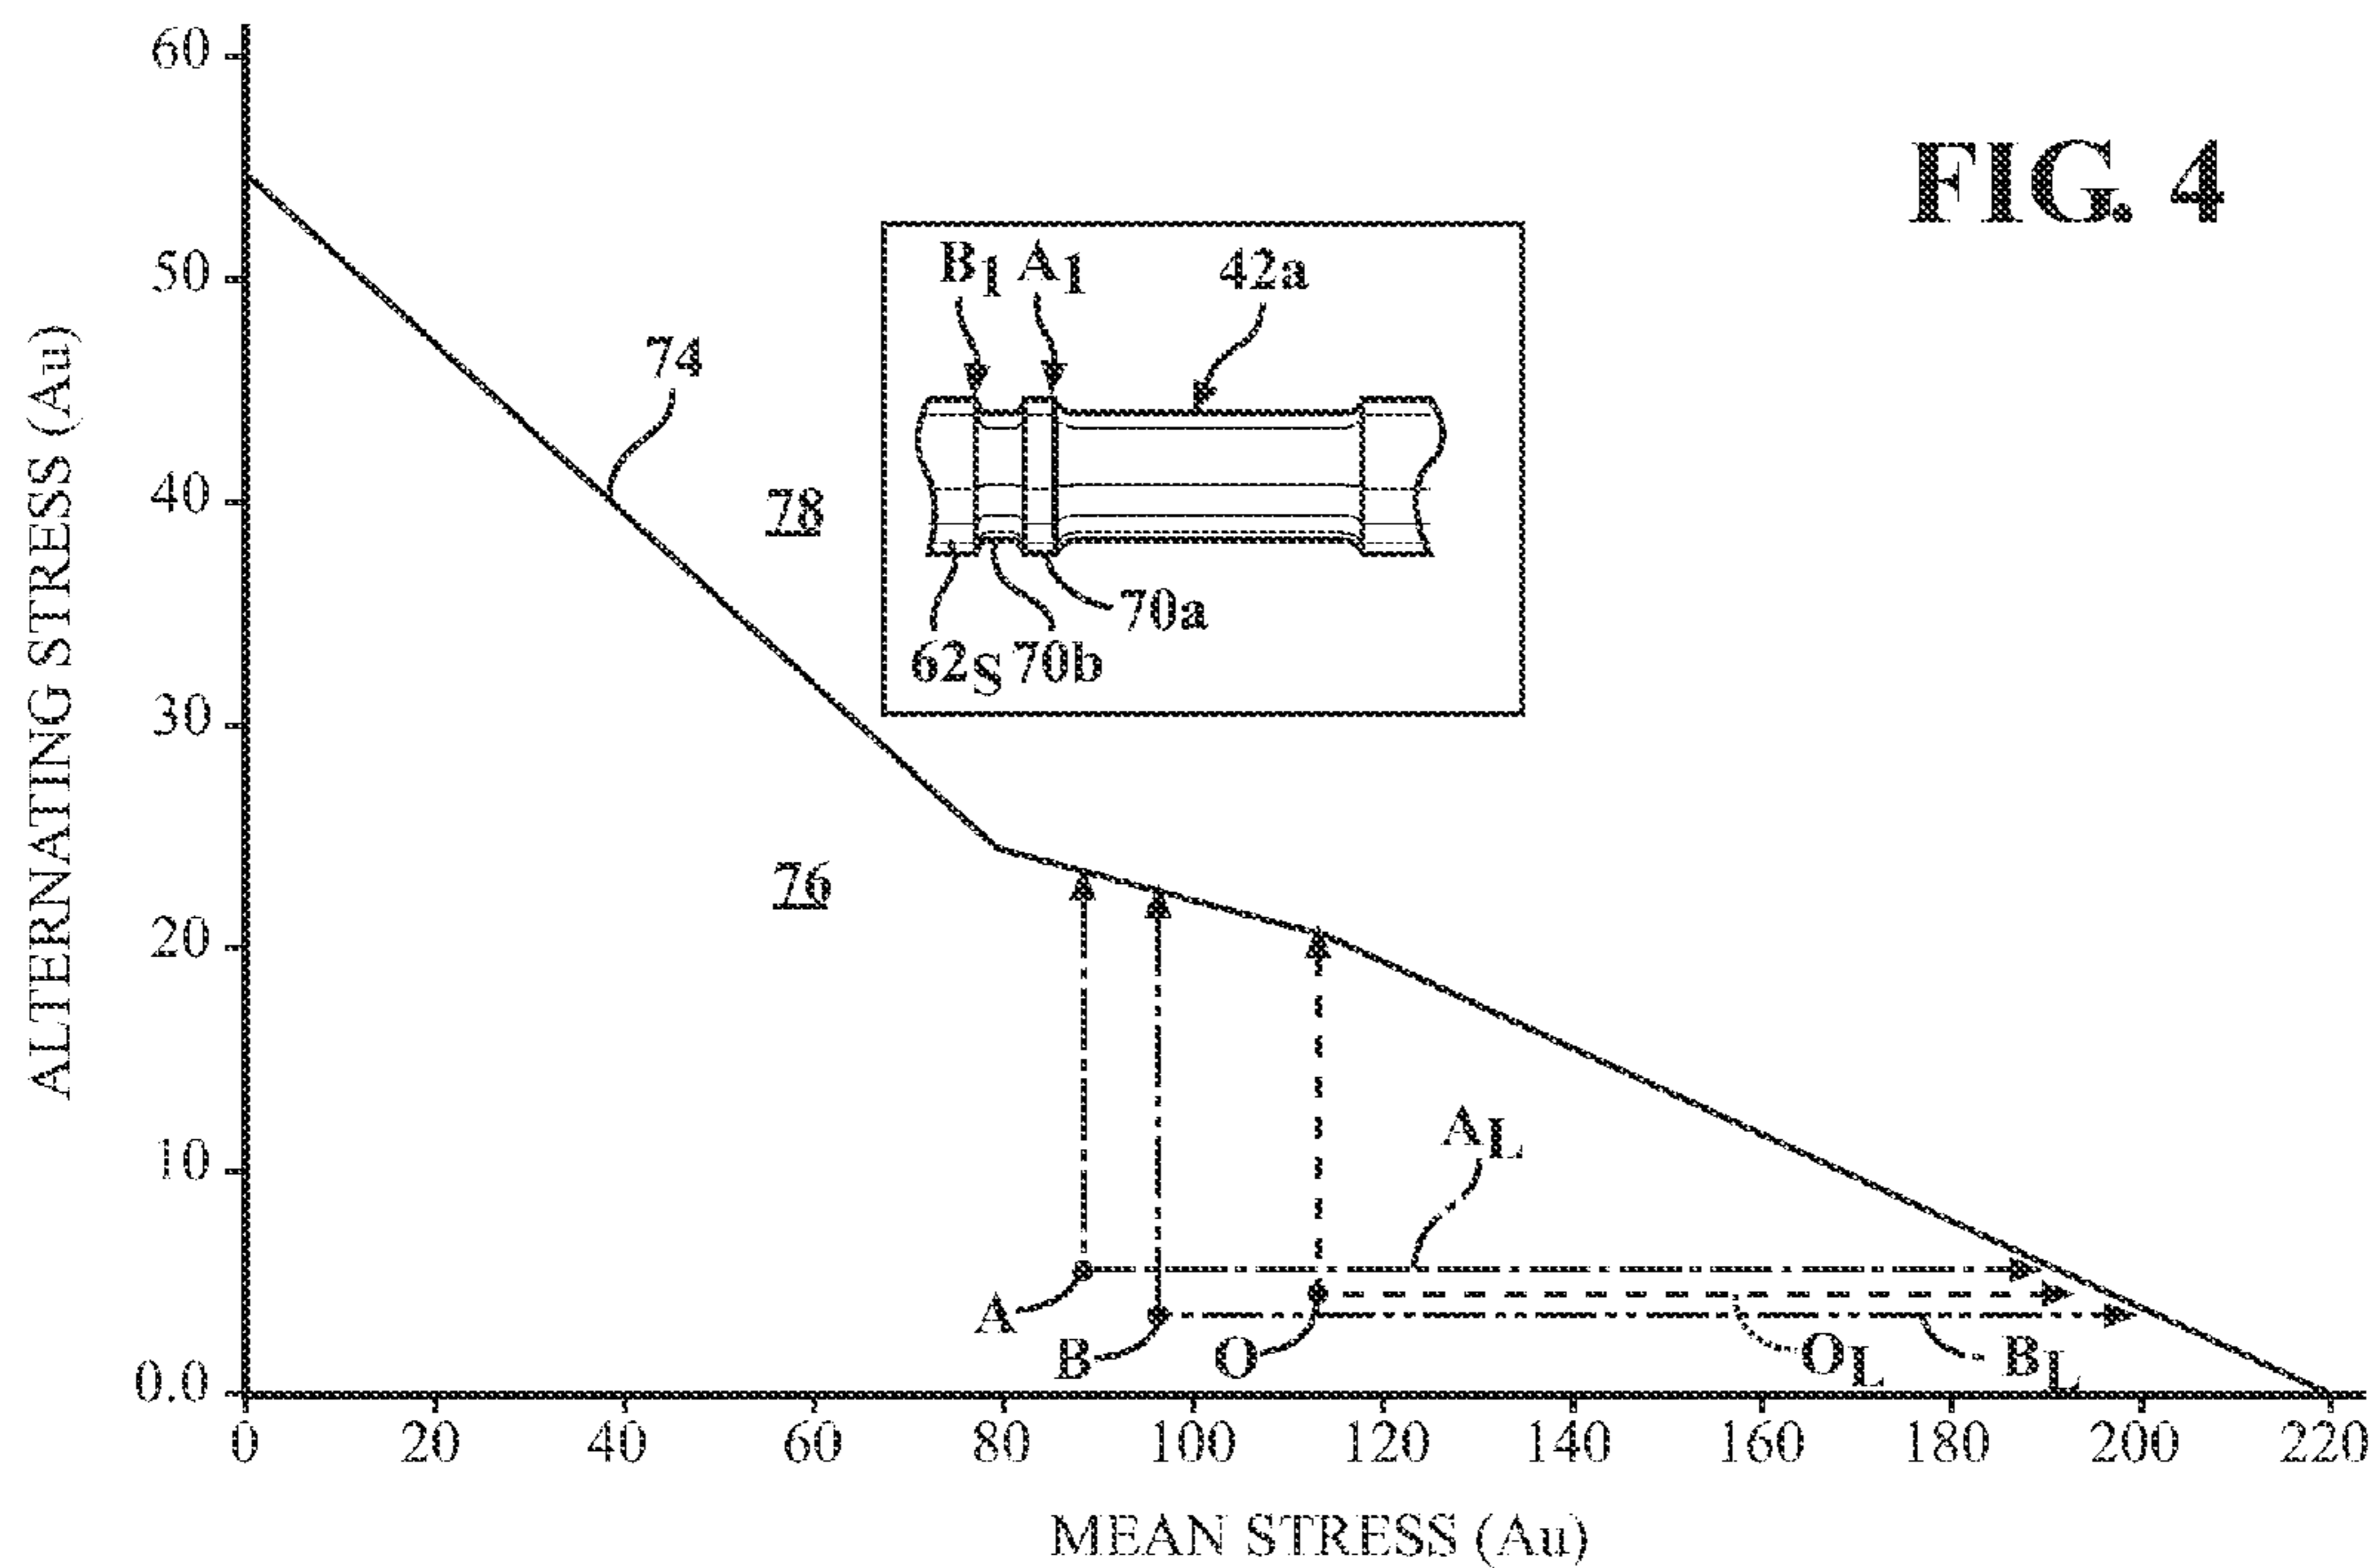 FIG. 4
ALTERNATING STRESS (Au)
60
50
40
30
20
10
0.0
74
78
76
B1 A1 42a
70a
62S 70b
AL
A
B
O
OL
BL
0 20 40 60 80 100 120 140 160 180 200 220
MEAN STRESS (Au)